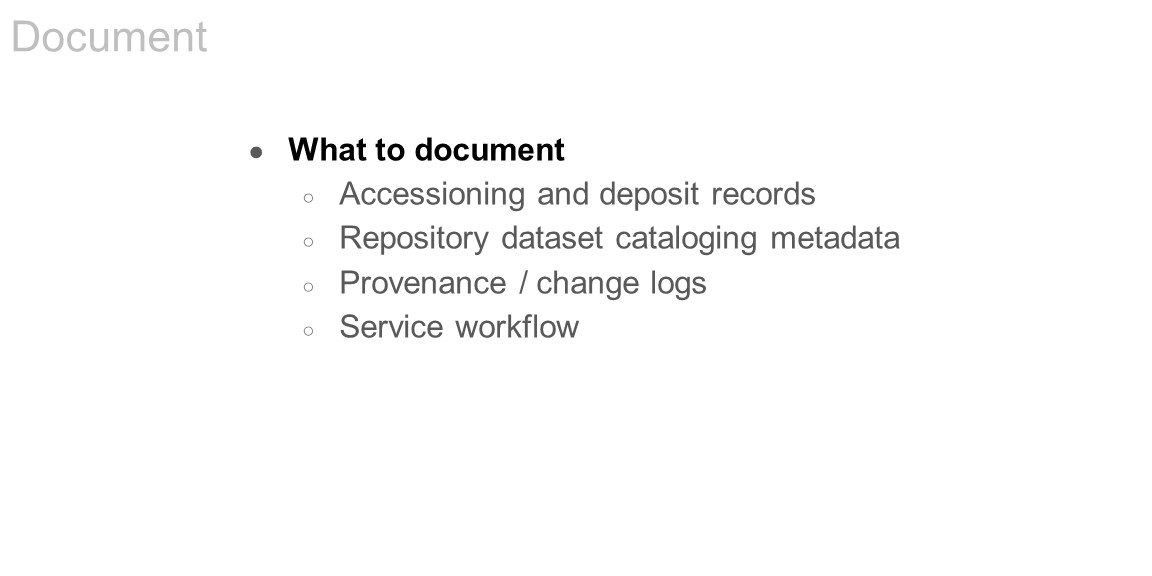 Document
● What to document
○ Accessioning and deposit records
○ Repository dataset cataloging metadata
○ Provenance / change logs
○ Service workflow